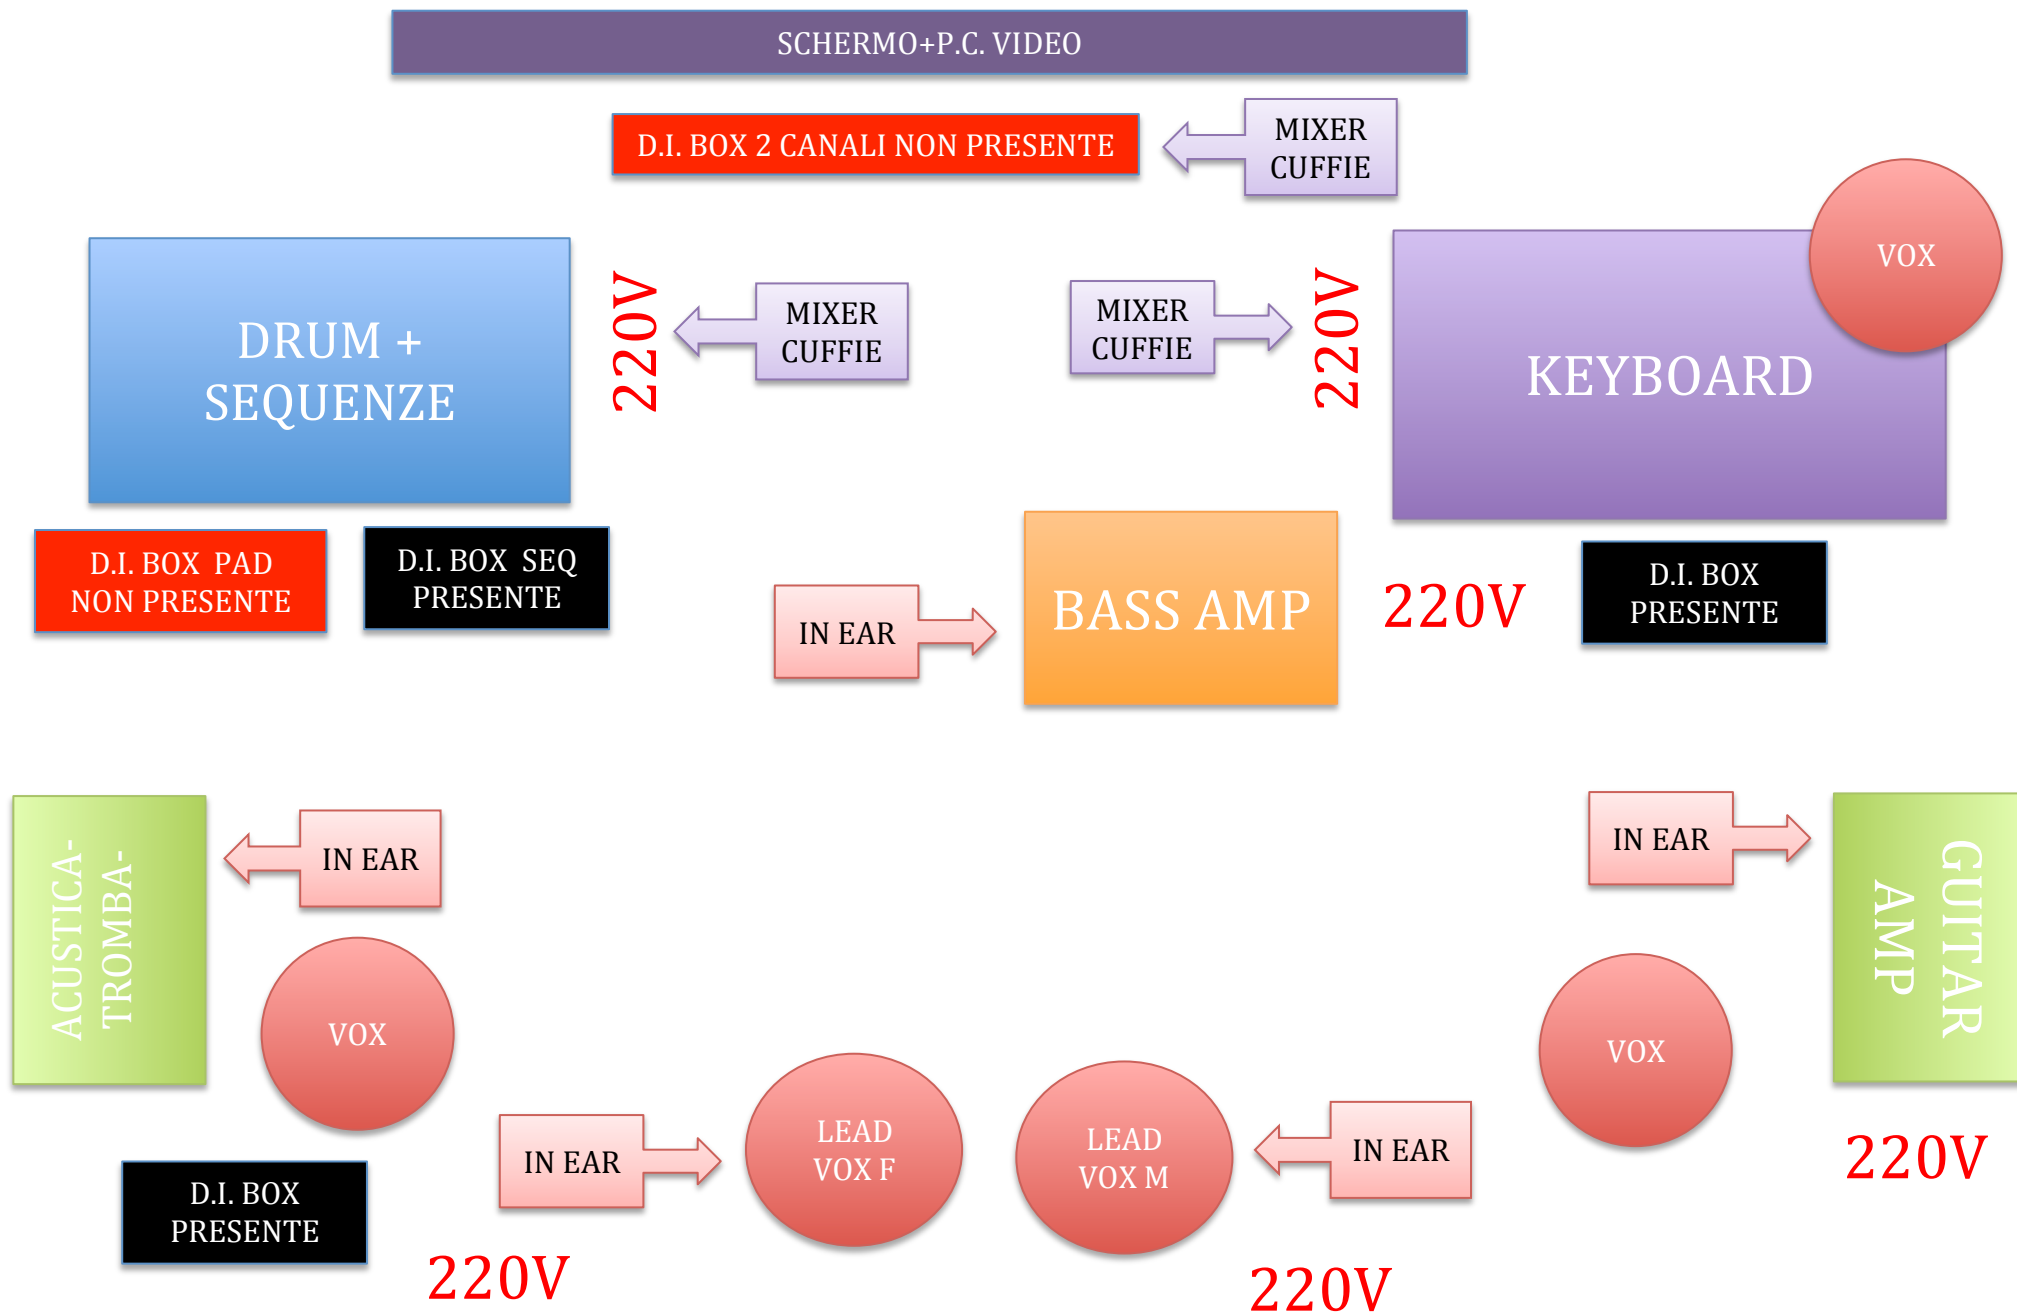 SCHERMO+P.C. VIDEO
D.I. BOX 2 CANALI NON PRESENTE
MIXER
CUFFIE
VOX
DRUM +
SEQUENZE
220V
MIXER
CUFFIE
MIXER
CUFFIE
220V
KEYBOARD
D.I. BOX  PAD
NON PRESENTE
D.I. BOX  SEQ
PRESENTE
IN EAR
BASS AMP
220V
D.I. BOX
PRESENTE
ACUSTICA-
TROMBA-
IN EAR
IN EAR
GUITAR
AMP
VOX
VOX
IN EAR
LEAD
VOX F
LEAD
VOX M
IN EAR
220V
D.I. BOX
PRESENTE
220V
220V